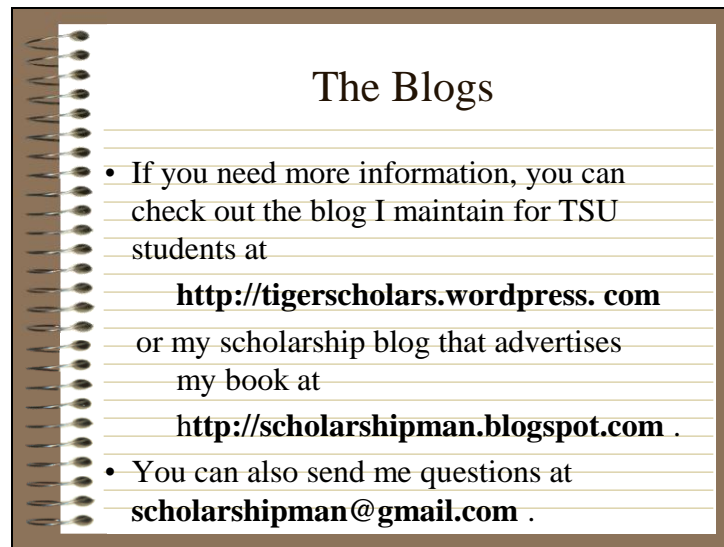 The Blogs
• If you need more information, you can
check out the blog I maintain for TSU
students at
http://tigerscholars.wordpress. com
or my scholarship blog that advertises
my book at
http://scholarshipman.blogspot.com .
• You can also send me questions at
scholarshipman@gmail.com .